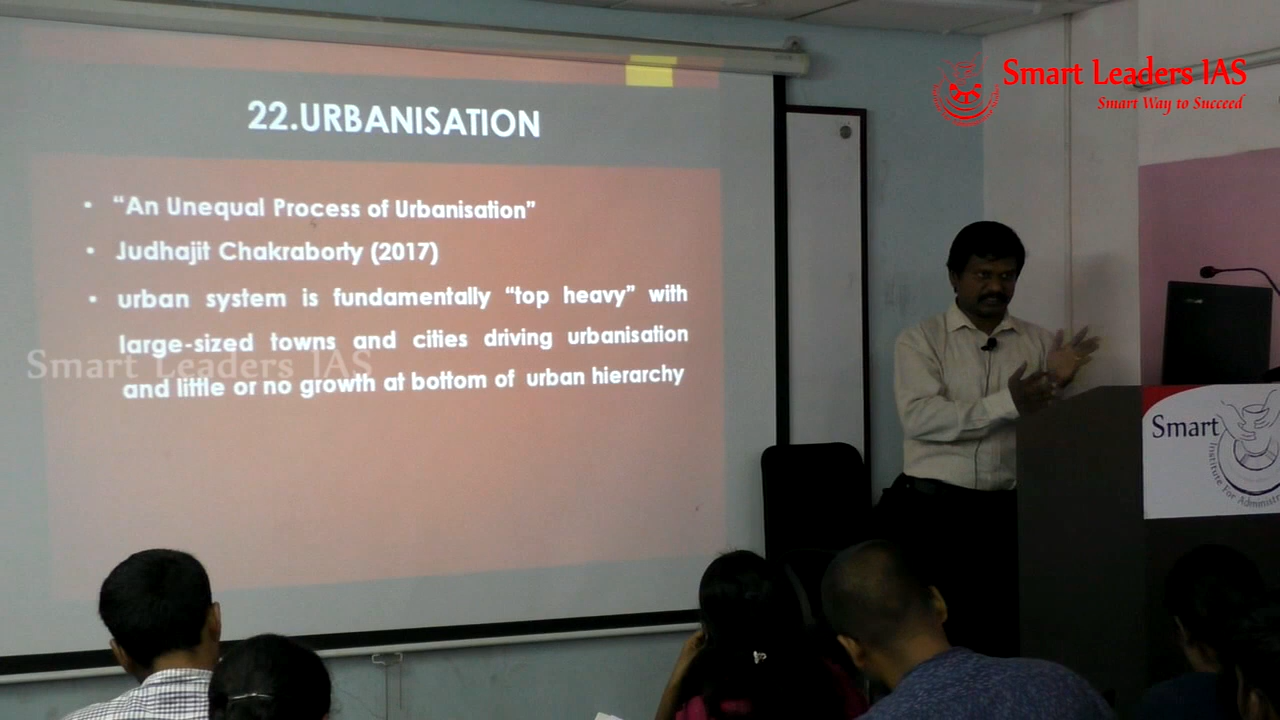 22.URBANISATION
• "An Unequal Process of Urbanisation"
• Judhajit Chakraborty (2017)
• urban system is fundamentally "top heavy" with
large-sized towns and cities driving urbanisation
and little or no growth at bottom of urban hierarchy
Smart Leaders IAS
Smart Leaders IAS
Smart Way to Succeed
Smart
Institute For